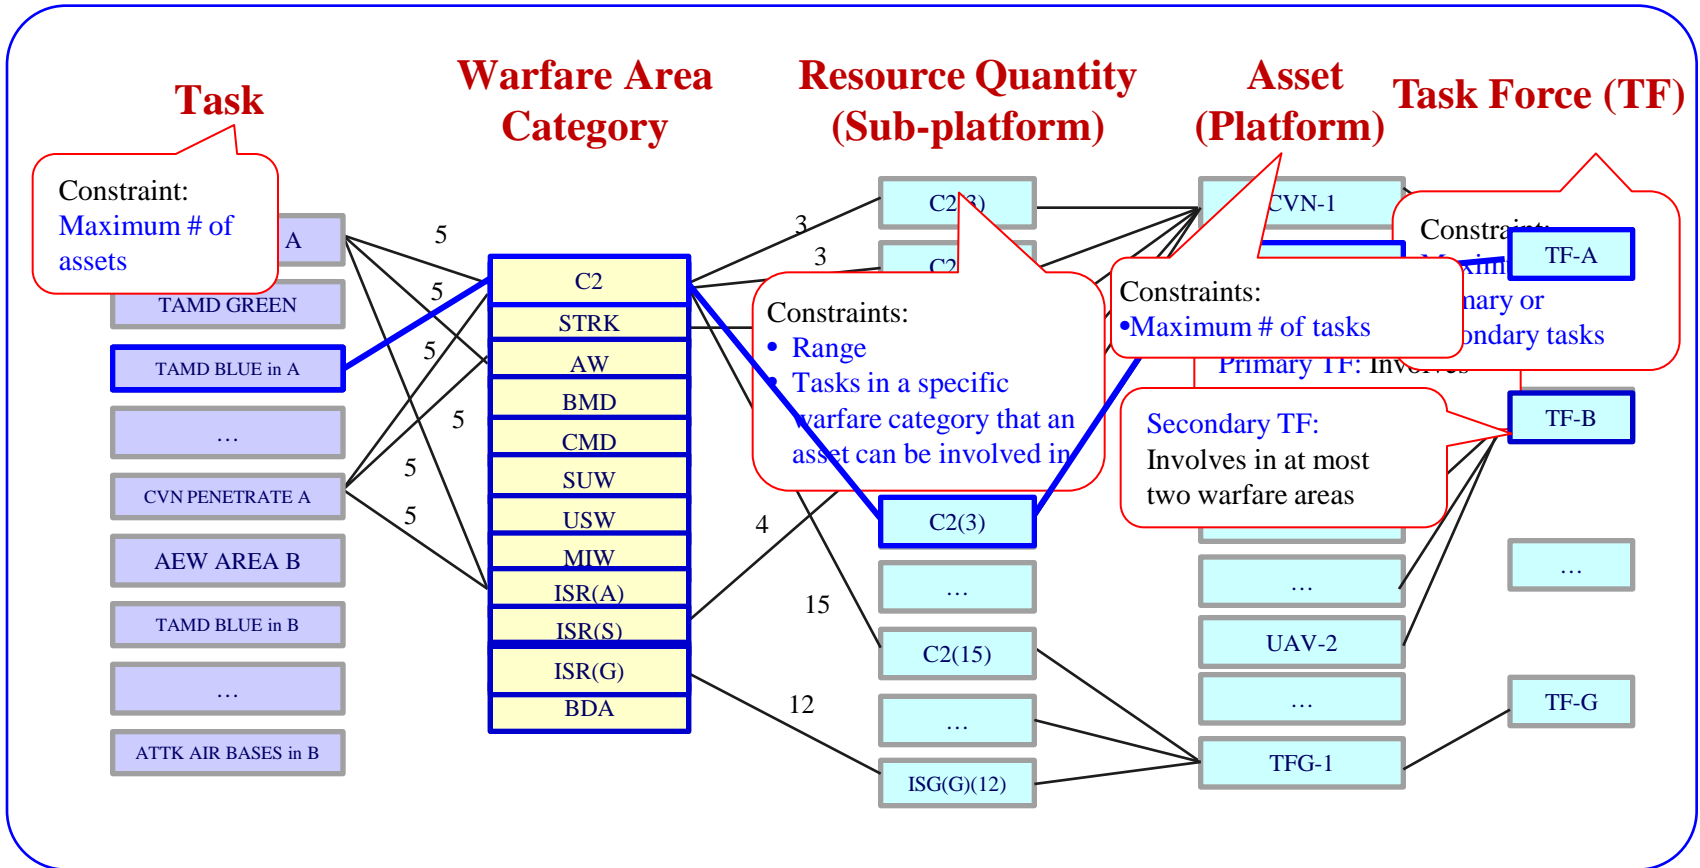 Task
Warfare Area
Category
Resource Quantity
(Sub-platform)
Asset
(Platform)
Task Force (TF)
Constraint:
Maximum # of
assets
A
TAMD GREEN
TAMD BLUE in A
…
CVN PENETRATE A
AEW AREA B
TAMD BLUE in B
…
ATTK AIR BASES in B
5
5
5
5
5
5
C2
STRK
AW
BMD
CMD
SUW
USW
MIW
ISR(A)
ISR(S)
ISR(G)
BDA
3
3
4
15
12
C2(3)
C2
Constraints:
• Range
• Tasks in a specific
warfare category that an
asset can be involved in
C2(3)
…
C2(15)
…
ISG(G)(12)
CVN-1
Constraints:
•Maximum # of tasks
Primary TF: Involves
Secondary TF:
Involves in at most
two warfare areas
…
UAV-2
…
TFG-1
Constraint:
or
tasks
TF-A
TF-B
…
TF-G